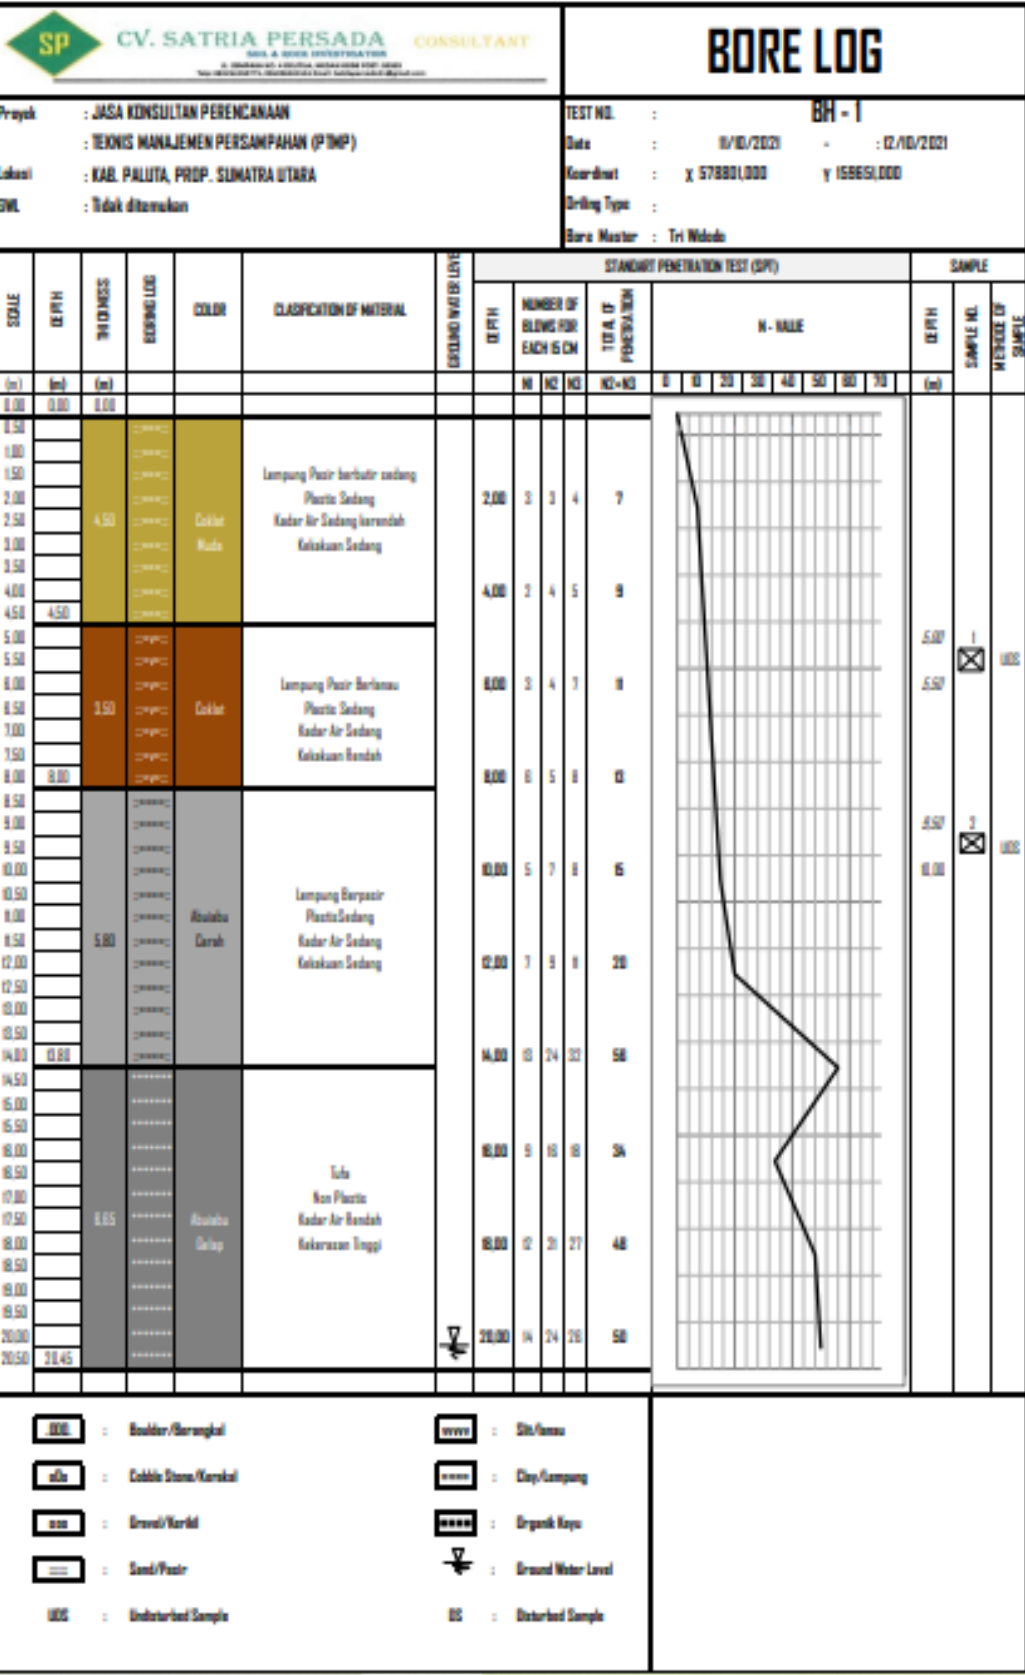 SP
CV. SATRIA PERSADA CONSULTANT
SOIL & ROCK INVESTIGATION
BORE LOG
Proyek : JASA KONSULTAN PERENCANAAN
: TEKNIS MANAJEMEN PERSAMPAHAN (PTMP)
Lokasi : KAB. PALUTA, PROP. SUMATRA UTARA
GWL : Tidak ditemukan
TEST NO. : BH - 1
Date : 11/10/2021 - : 12/10/2021
Koordinat : X 578801,000 Y 159651,000
Driling Type :
Bore Master : Tri Widodo
SCALE
DEPTH
THICKNESS
BORING LOG
COLOR
CLASIFICATION OF MATERIAL
GROUND WATER LEVE
STANDART PENETRATION TEST (SPT)
DEPTH
NUMBER OF
BLOWS FOR
EACH 15 CM
TOTAL OF
PENETRATION
N - VALUE
SAMPLE
DEPTH
SAMPLE NO.
METHODE OF
SAMPLE
(m) (m) (m) N1 N2 N3 N2+N3 0 10 20 30 40 50 60 70 (m)
0.00 0.00 0.00
0.50
1.00
1.50 Lempung Pasir berbutir sedang
2.00 Plastic Sedang 2,00 3 3 4 7
2.50 4.50 Coklat Kadar Air Sedang kerendah
3.00 Muda Kekakuan Sedang
3.50
4.00 4,00 2 4 5 9
4.50 4.50
5.00 5.00 1
5.50 UDS
6.00 Lempung Pasir Berlanau 6,00 3 4 7 11 5.50
6.50 3.50 Coklat Plastic Sedang
7.00 Kadar Air Sedang
7.50 Kekakuan Rendah
8.00 8.00 8,00 6 5 8 13
8.50
9.00 9.50 2
9.50 UDS
10.00 10,00 5 7 8 15 10.00
10.50 Lempung Berpasir
11.00 Abuiabu PlasticSedang
11.50 5.80 Cerah Kadar Air Sedang
12.00 Kekakuan Sedang 12,00 7 9 11 20
12.50
13.00
13.50
14.00 13.80 14,00 13 24 32 56
14.50
15.00
15.50
16.00 16,00 9 16 18 34
16.50 Tufa
17.00 Non Plastic
17.50 6.65 Abuiabu Kadar Air Rendah
18.00 Gelap Kekerasan Tinggi 18,00 12 21 27 48
18.50
19.00
19.50
20.00 20,00 14 24 26 50
20.50 20.45
.000. : Boulder/Berangkal
oOo : Cobble Stone/Kerakal
ooo : Gravel/Kerikil
: Sand/Pasir
UDS : Undisturbed Sample
vvvv : Slit/lanau
---- : Clay/Lempung
: Organik Kayu
: Ground Water Level
DS : Disturbed Sample